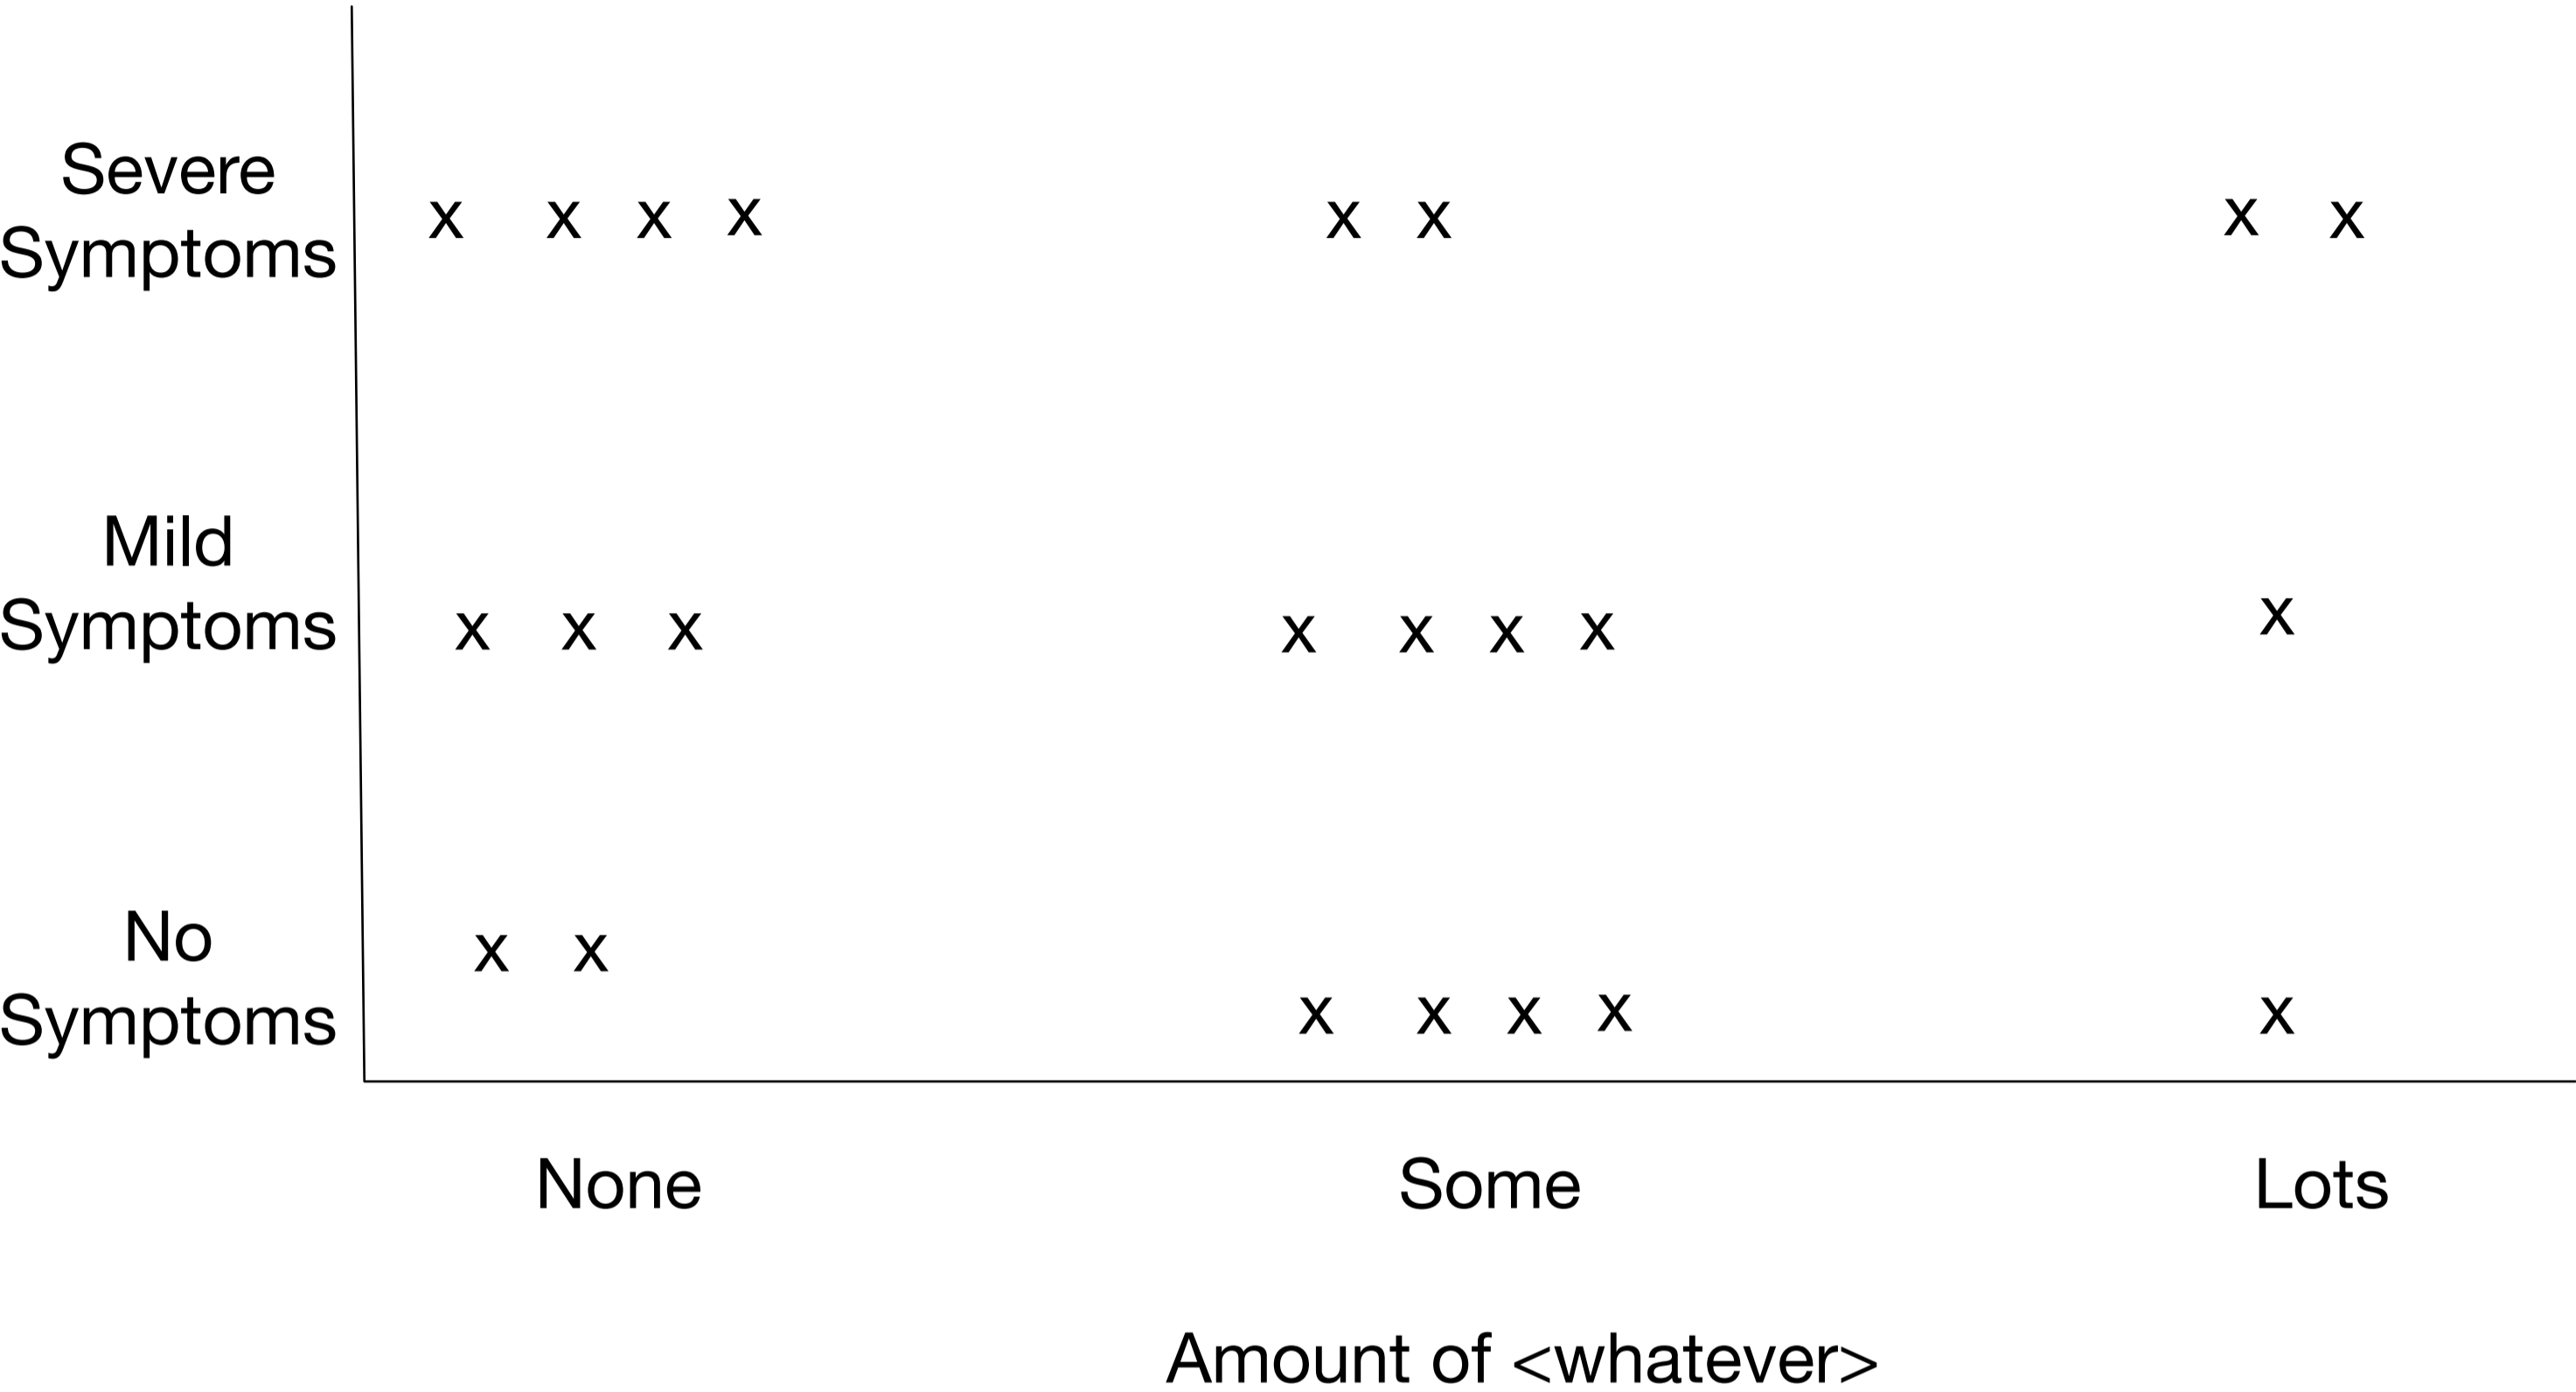 Severe
Symptoms
x x x x x x x x
Mild
Symptoms
x x x x x x x x
No
Symptoms
x x x x x x x
None Some Lots
Amount of <whatever>